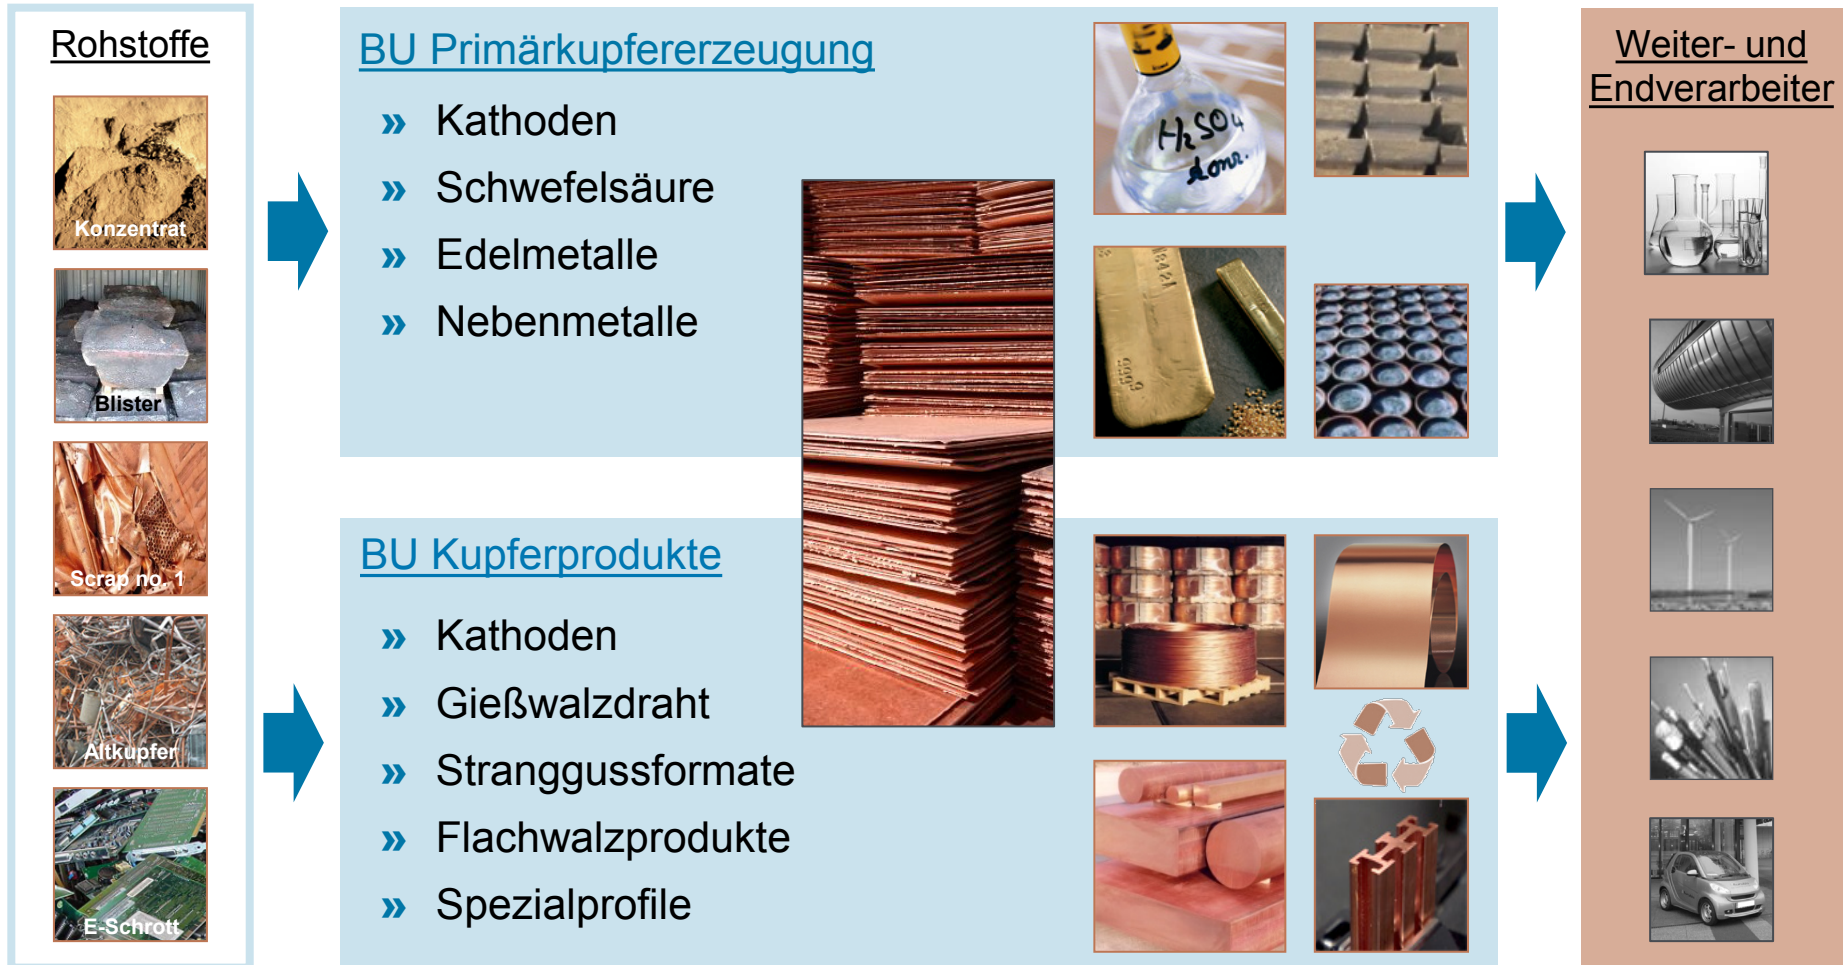 Rohstoffe
Konzentrat
Blister
Scrap no. 1
Altkupfer
E-Schrott
BU Primärkupfererzeugung
» Kathoden
» Schwefelsäure
» Edelmetalle
» Nebenmetalle
H₂SO₄
BU Kupferprodukte
» Kathoden
» Gießwalzdraht
» Stranggussformate
» Flachwalzprodukte
» Spezialprofile
Weiter- und
Endverarbeiter